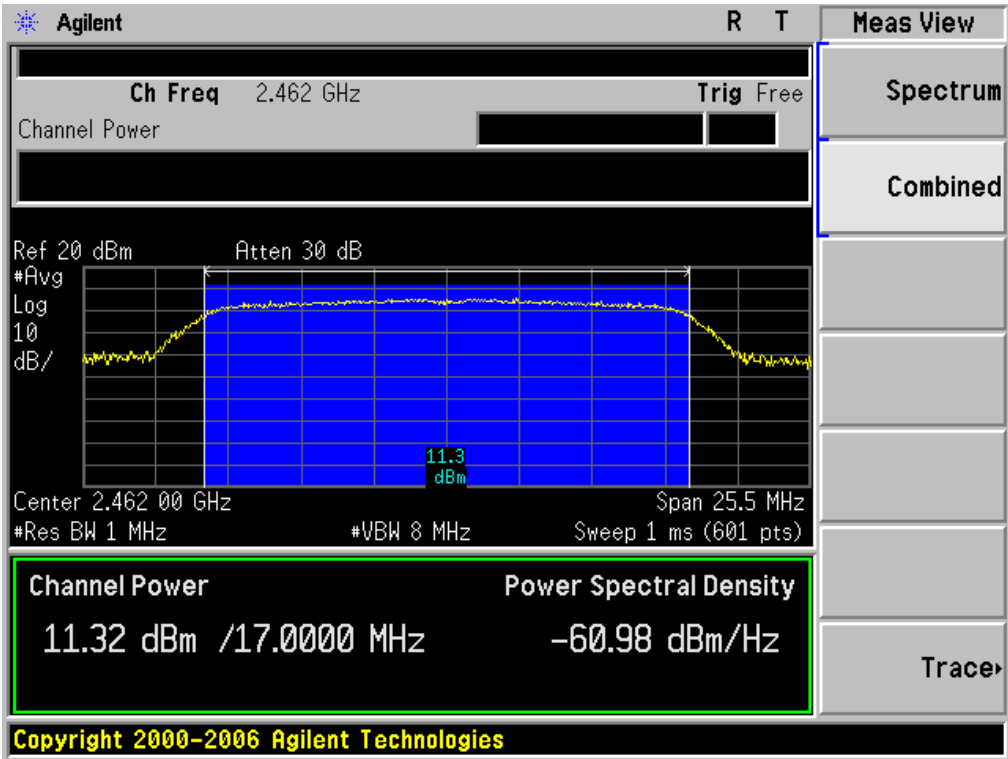 Agilent R T Meas View
Ch Freq 2.462 GHz Trig Free
Channel Power
Spectrum
Combined
Ref 20 dBm Atten 30 dB
#Avg
Log
10
dB/
11.3
dBm
Center 2.462 00 GHz Span 25.5 MHz
#Res BW 1 MHz #VBW 8 MHz Sweep 1 ms (601 pts)
Channel Power Power Spectral Density
11.32 dBm /17.0000 MHz -60.98 dBm/Hz
Trace
Copyright 2000-2006 Agilent Technologies